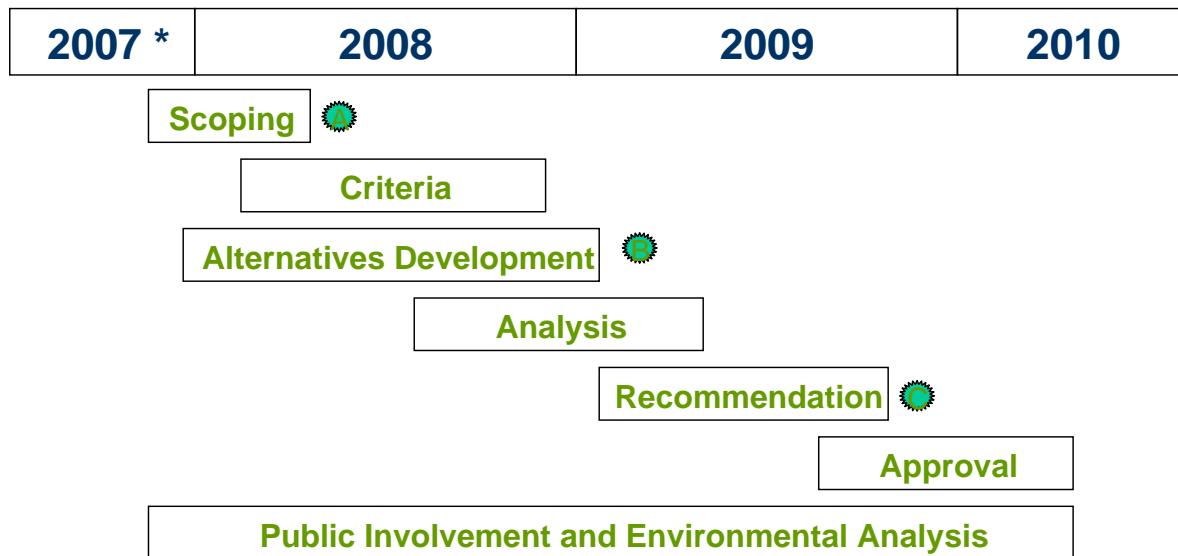 2007 * 2008 2009 2010
Scoping A
Criteria
Alternatives Development B
Analysis
Recommendation C
Approval
Public Involvement and Environmental Analysis